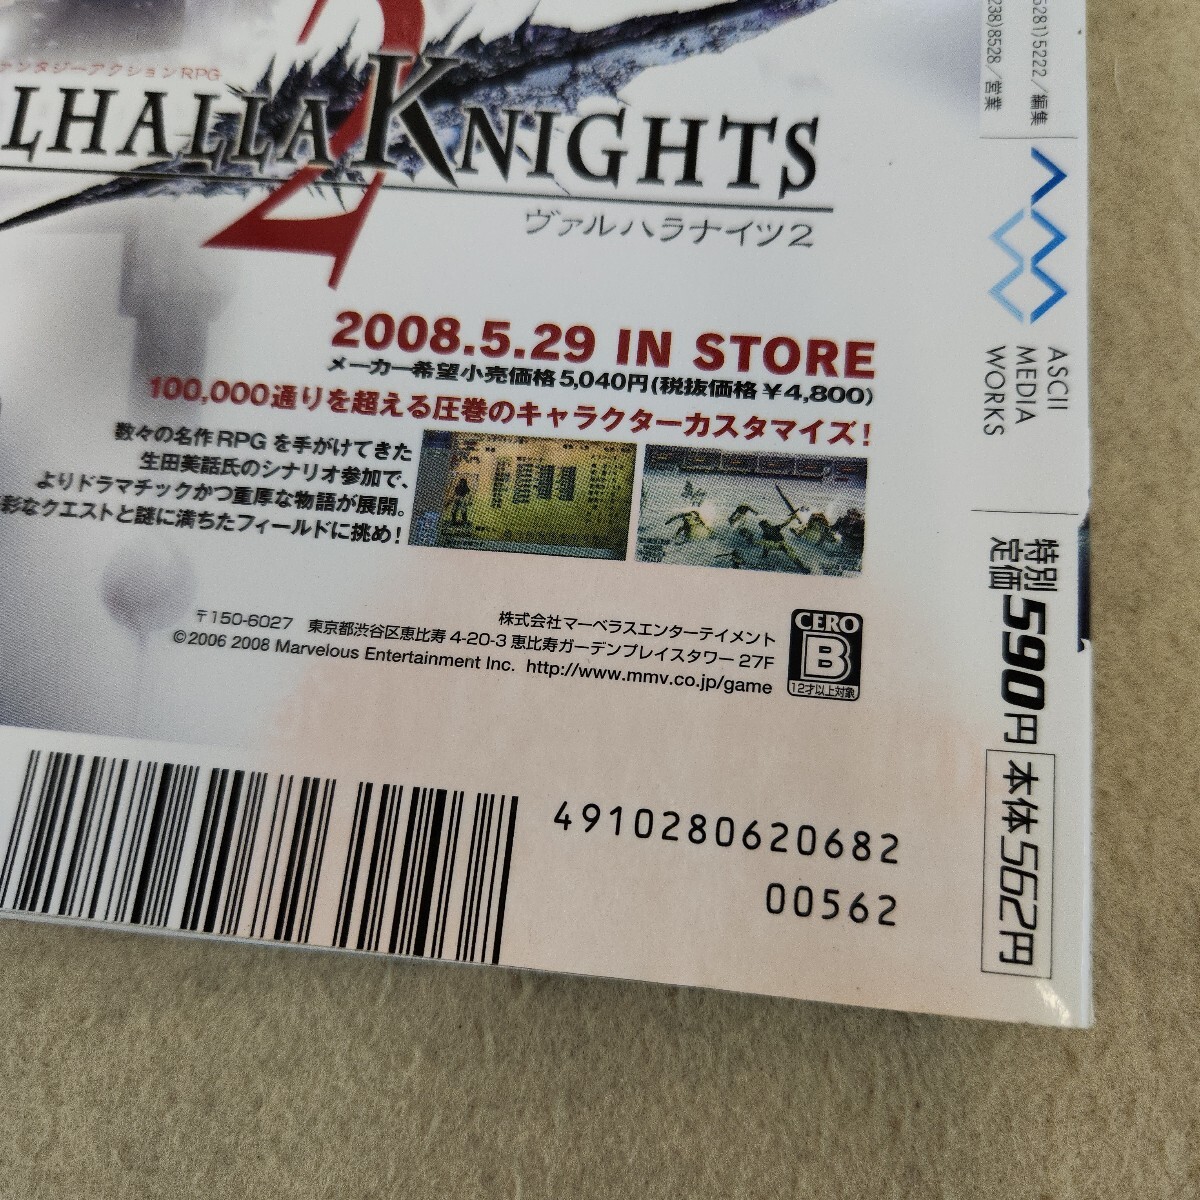 ンタジーアクションRPG
LHALLA KNIGHTS
2
ヴァルハラナイツ2
2008.5.29 IN STORE
メーカー希望小売価格5,040円(税抜価格¥4,800)
100,000通りを超える圧巻のキャラクターカスタマイズ!
数々の名作RPGを手がけてきた
生田美話氏のシナリオ参加で、
よりドラマチックかつ重厚な物語が展開。
彩なクエストと謎に満ちたフィールドに挑め!
株式会社マーベラスエンターテイメント
〒150-6027 東京都渋谷区恵比寿4-20-3 恵比寿ガーデンプレイスタワー27F
©2006 2008 Marvelous Entertainment Inc. http://www.mmv.co.jp/game
CERO
B
12才以上対象
4910280620682
00562
5281)5222/編集
238)8528/営業
ASCII
MEDIA
WORKS
特別
定価590円
本体562円